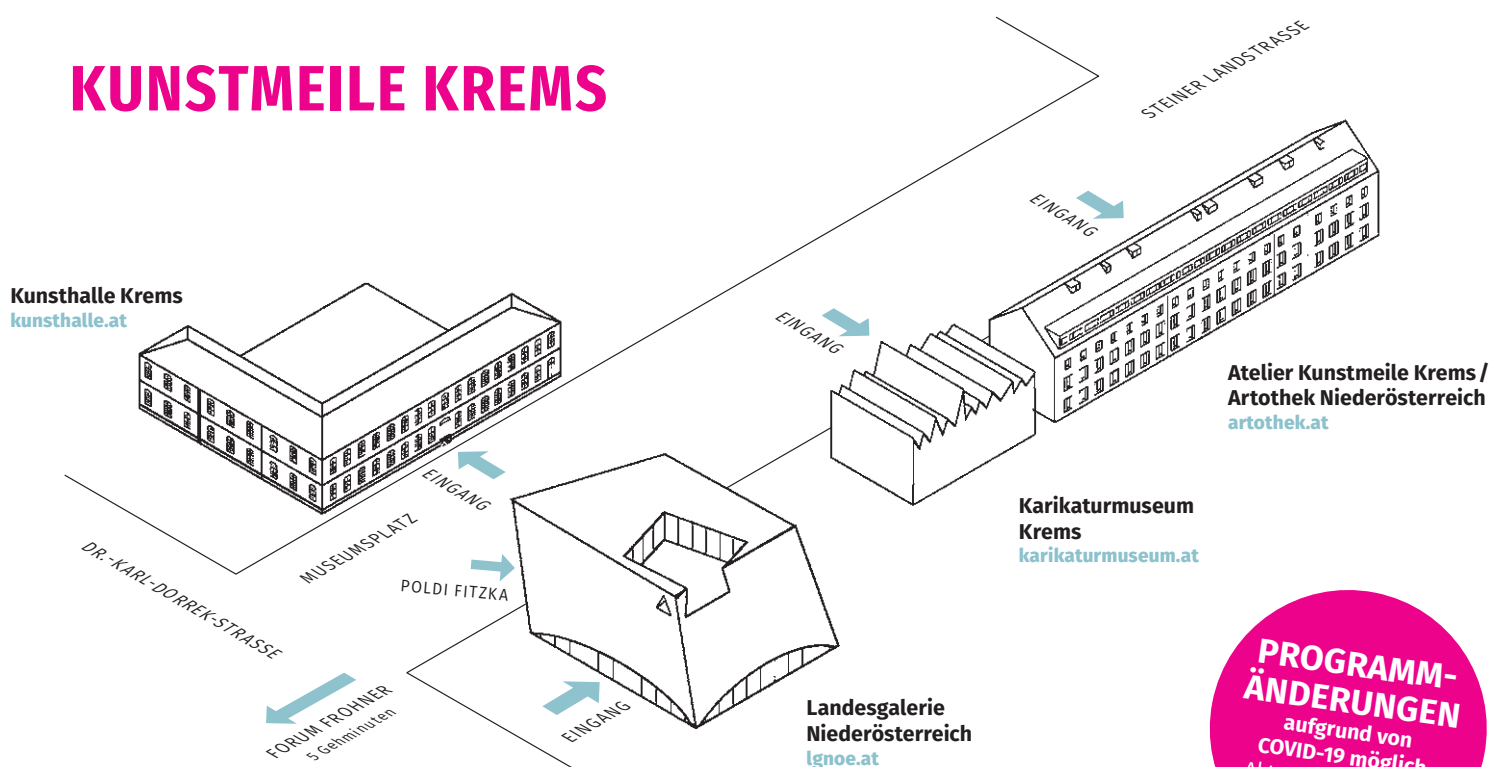 KUNSTMEILE KREMS
STEINER LANDSTRASSE
EINGANG
Kunsthalle Krems
kunsthalle.at
EINGANG
Atelier Kunstmeile Krems /
Artothek Niederösterreich
artothek.at
EINGANG
Karikaturmuseum
Krems
karikaturmuseum.at
MUSEUMSPLATZ
DR.-KARL-DORREK-STRASSE
POLDI FITZKA
FORUM FROHNER
5 Gehminuten
EINGANG
Landesgalerie
Niederösterreich
lgnoe.at
PROGRAMM-
ÄNDERUNGEN
aufgrund von
COVID-19 möglich